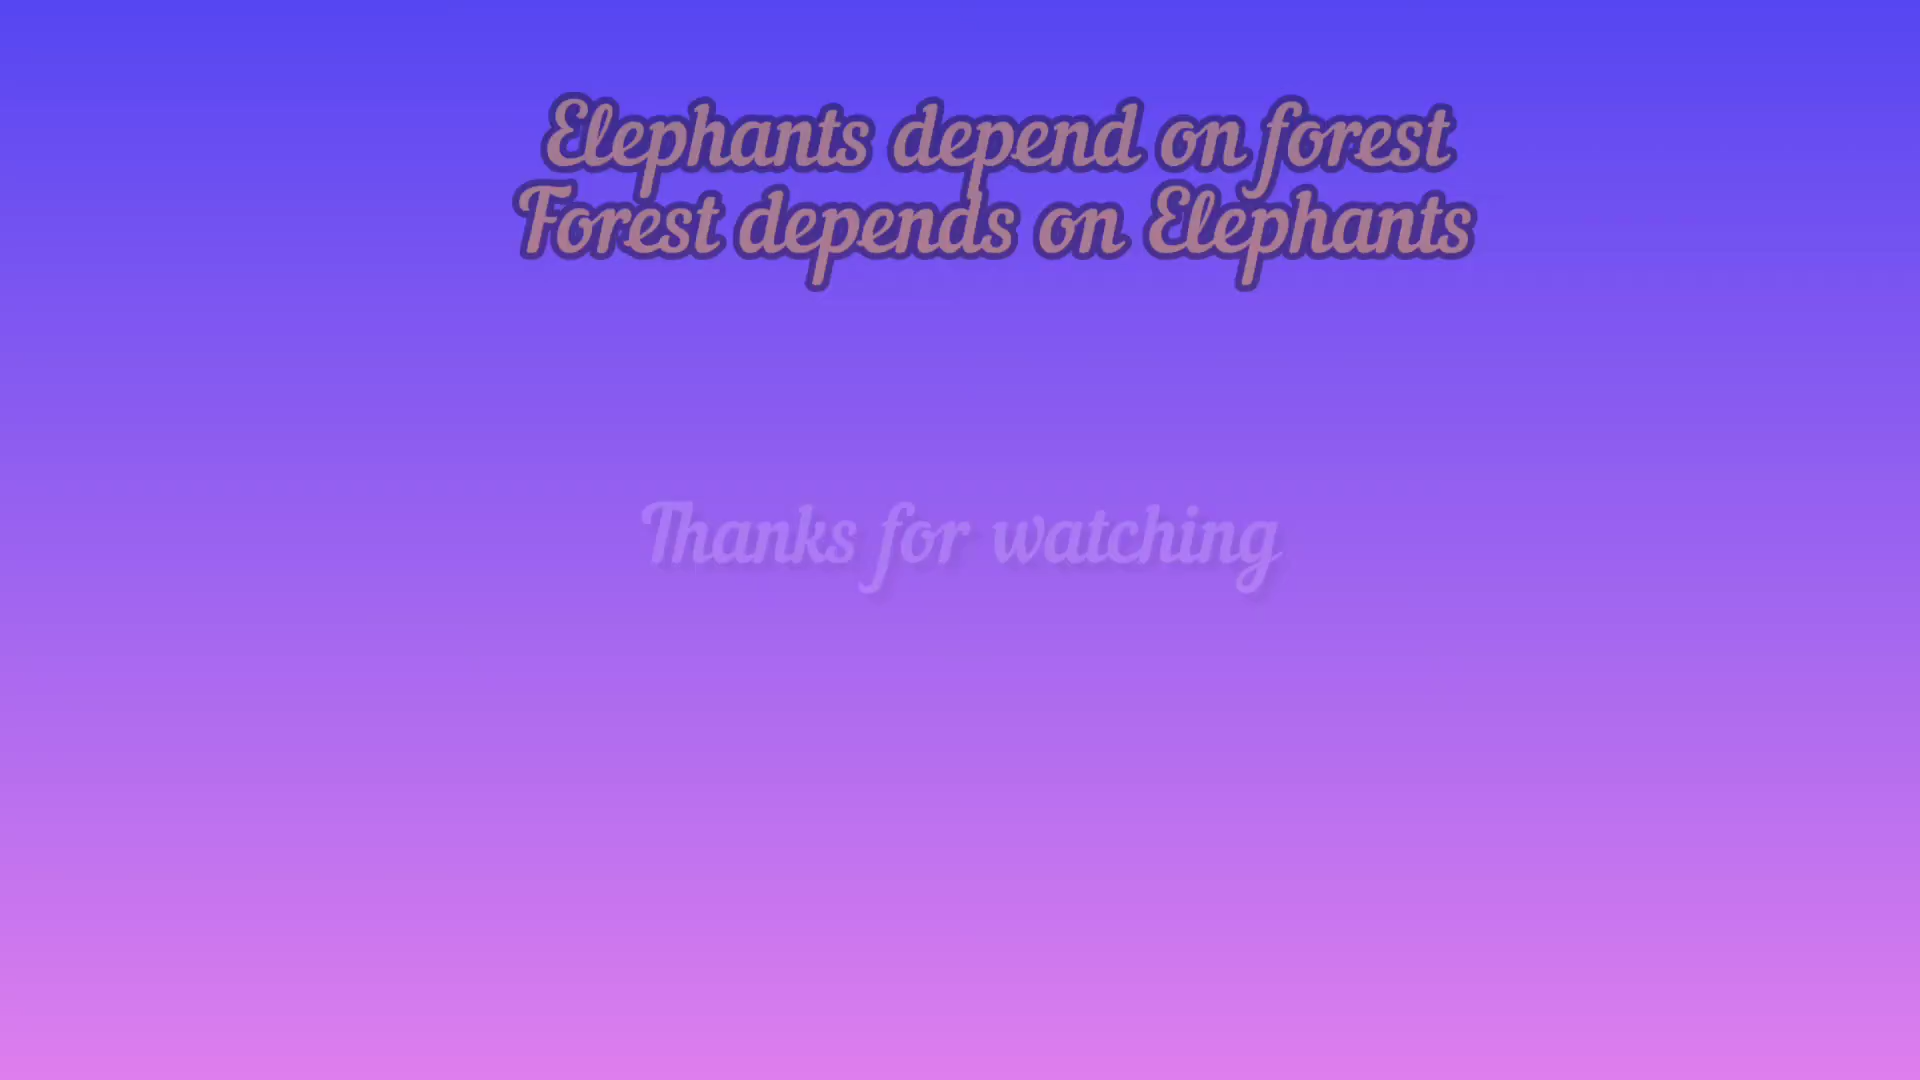 Elephants depend on forest
Forest depends on Elephants
Thanks for watching